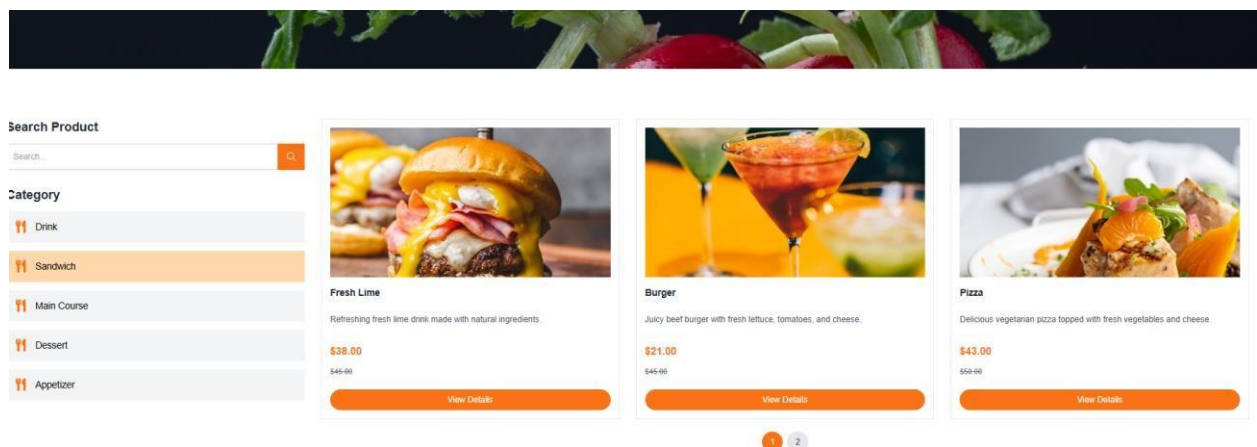 Search Product
Search...
Category
Drink
Sandwich
Main Course
Dessert
Appetizer
Fresh Lime
Refreshing fresh lime drink made with natural ingredients.
$38.00
$45.00
View Details
Burger
Juicy beef burger with fresh lettuce, tomatoes, and cheese.
$21.00
$45.00
View Details
Pizza
Delicious vegetarian pizza topped with fresh vegetables and cheese.
$43.00
$50.00
View Details
1 2